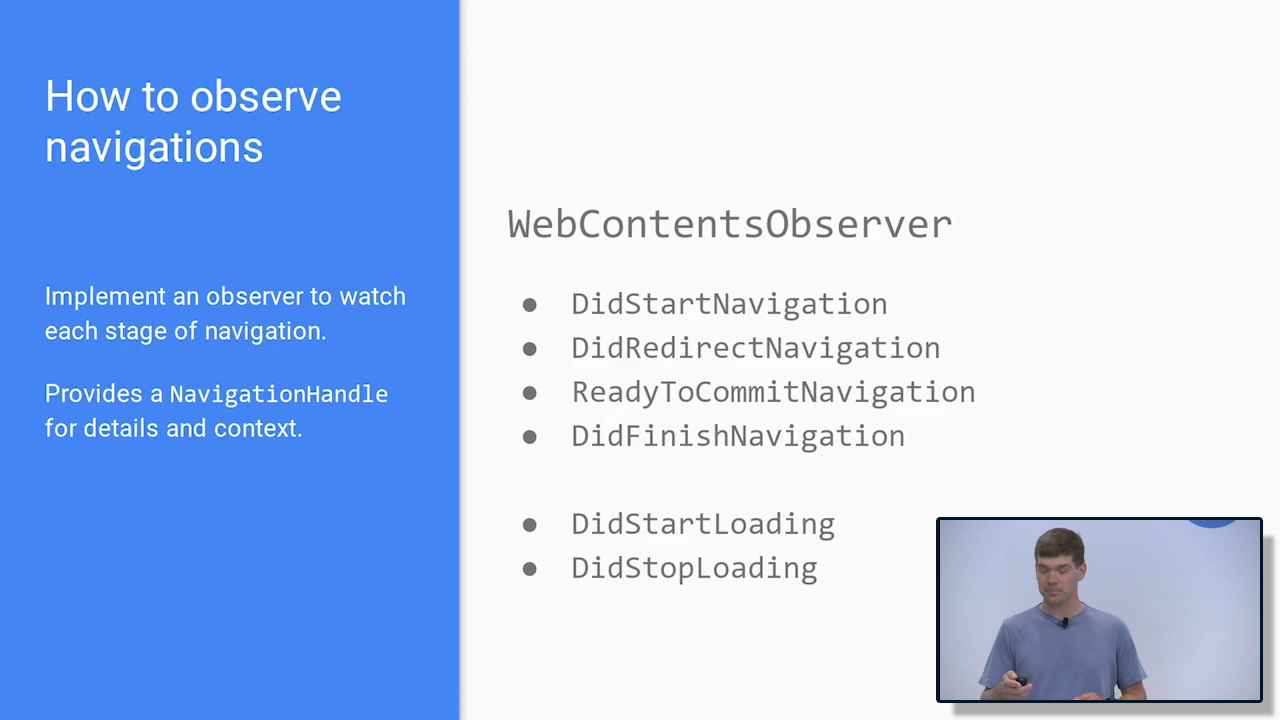 How to observe
navigations
Implement an observer to watch
each stage of navigation.
Provides a NavigationHandle
for details and context.
WebContentsObserver
● DidStartNavigation
● DidRedirectNavigation
● ReadyToCommitNavigation
● DidFinishNavigation
● DidStartLoading
● DidStopLoading